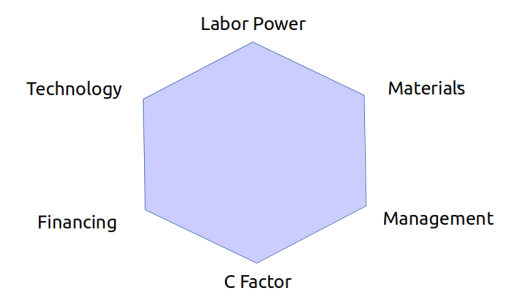 Labor Power
Technology
Materials
Financing
Management
C Factor